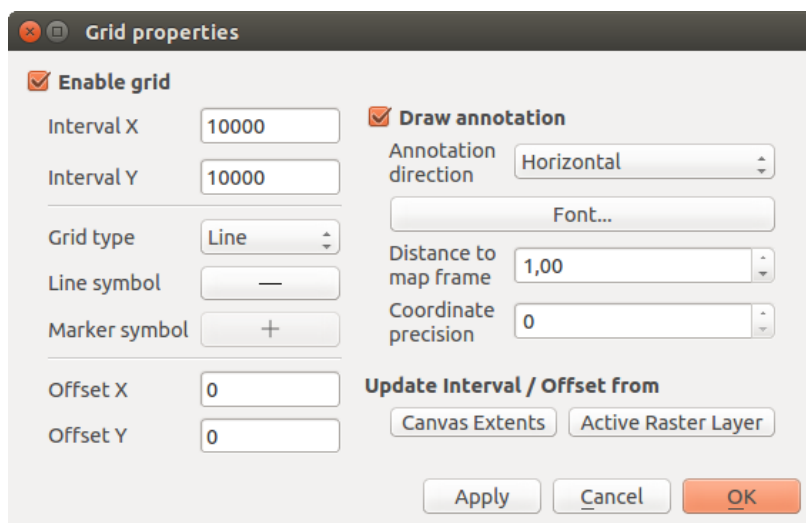 Grid properties
Enable grid
Interval X 10000
Interval Y 10000
Grid type Line
Line symbol
Marker symbol
Offset X 0
Offset Y 0
Draw annotation
Annotation
direction Horizontal
Font...
Distance to
map frame 1,00
Coordinate
precision 0
Update Interval / Offset from
Canvas Extents Active Raster Layer
Apply Cancel OK